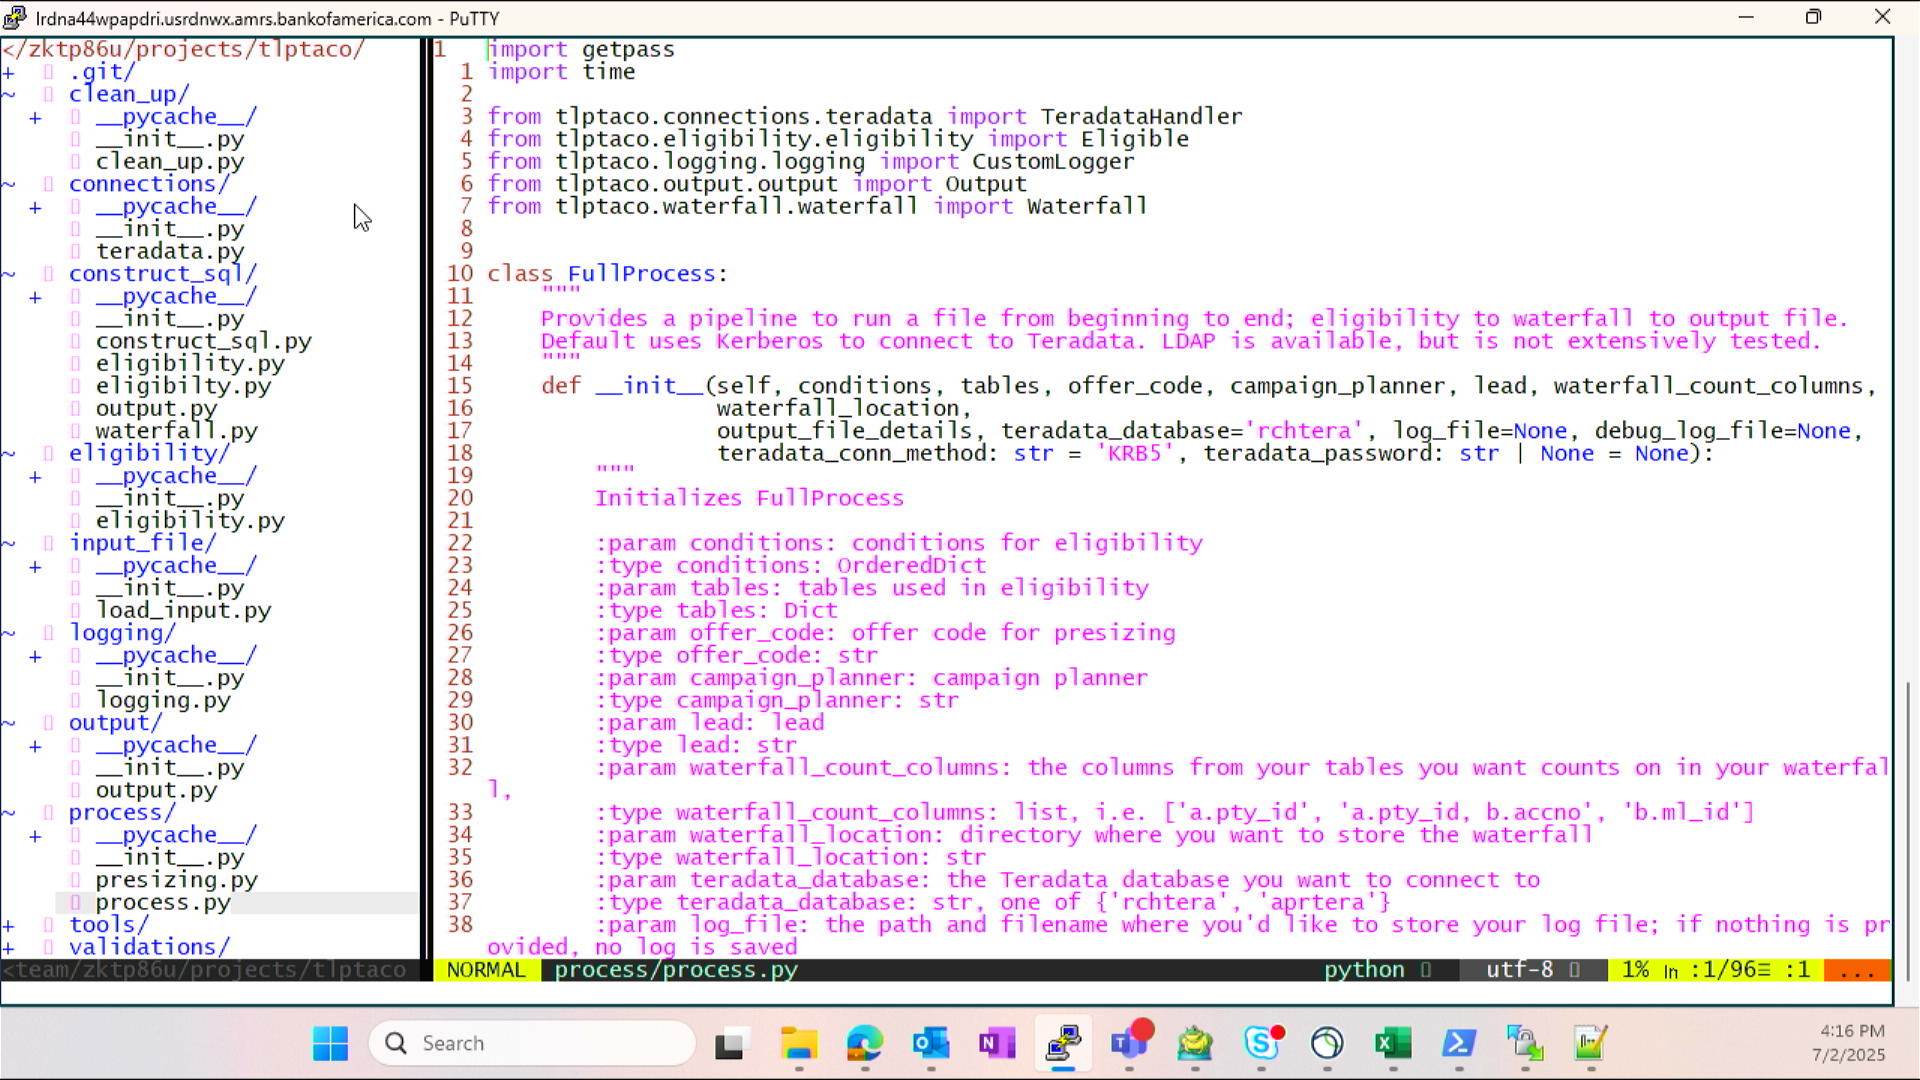 lrdna44wpapdri.usrdnwx.amrs.bankofamerica.com - PuTTY
</zktp86u/projects/tlptaco/
+ .git/
~ clean_up/
+ __pycache__/
__init__.py
clean_up.py
~ connections/
+ __pycache__/
__init__.py
teradata.py
~ construct_sql/
+ __pycache__/
__init__.py
construct_sql.py
eligibility.py
eligibilty.py
output.py
waterfall.py
~ eligibility/
+ __pycache__/
__init__.py
eligibility.py
~ input_file/
+ __pycache__/
__init__.py
load_input.py
~ logging/
+ __pycache__/
__init__.py
logging.py
~ output/
+ __pycache__/
__init__.py
output.py
~ process/
+ __pycache__/
__init__.py
presizing.py
process.py
+ tools/
+ validations/
<team/zktp86u/projects/tlptaco
1 import getpass
1 import time
2
3 from tlptaco.connections.teradata import TeradataHandler
4 from tlptaco.eligibility.eligibility import Eligible
5 from tlptaco.logging.logging import CustomLogger
6 from tlptaco.output.output import Output
7 from tlptaco.waterfall.waterfall import Waterfall
8
9
10 class FullProcess:
11 """
12 Provides a pipeline to run a file from beginning to end; eligibility to waterfall to output file.
13 Default uses Kerberos to connect to Teradata. LDAP is available, but is not extensively tested.
14 """
15 def __init__(self, conditions, tables, offer_code, campaign_planner, lead, waterfall_count_columns,
16 waterfall_location,
17 output_file_details, teradata_database='rchtera', log_file=None, debug_log_file=None,
18 teradata_conn_method: str = 'KRB5', teradata_password: str | None = None):
19 """
20 Initializes FullProcess
21
22 :param conditions: conditions for eligibility
23 :type conditions: OrderedDict
24 :param tables: tables used in eligibility
25 :type tables: Dict
26 :param offer_code: offer code for presizing
27 :type offer_code: str
28 :param campaign_planner: campaign planner
29 :type campaign_planner: str
30 :param lead: lead
31 :type lead: str
32 :param waterfall_count_columns: the columns from your tables you want counts on in your waterfal
l,
33 :type waterfall_count_columns: list, i.e. ['a.pty_id', 'a.pty_id, b.accno', 'b.ml_id']
34 :param waterfall_location: directory where you want to store the waterfall
35 :type waterfall_location: str
36 :param teradata_database: the Teradata database you want to connect to
37 :type teradata_database: str, one of {'rchtera', 'aprtera'}
38 :param log_file: the path and filename where you'd like to store your log file; if nothing is pr
ovided, no log is saved
NORMAL process/process.py python utf-8 1% ln :1/96≡ :1 ...
Search
4:16 PM
7/2/2025